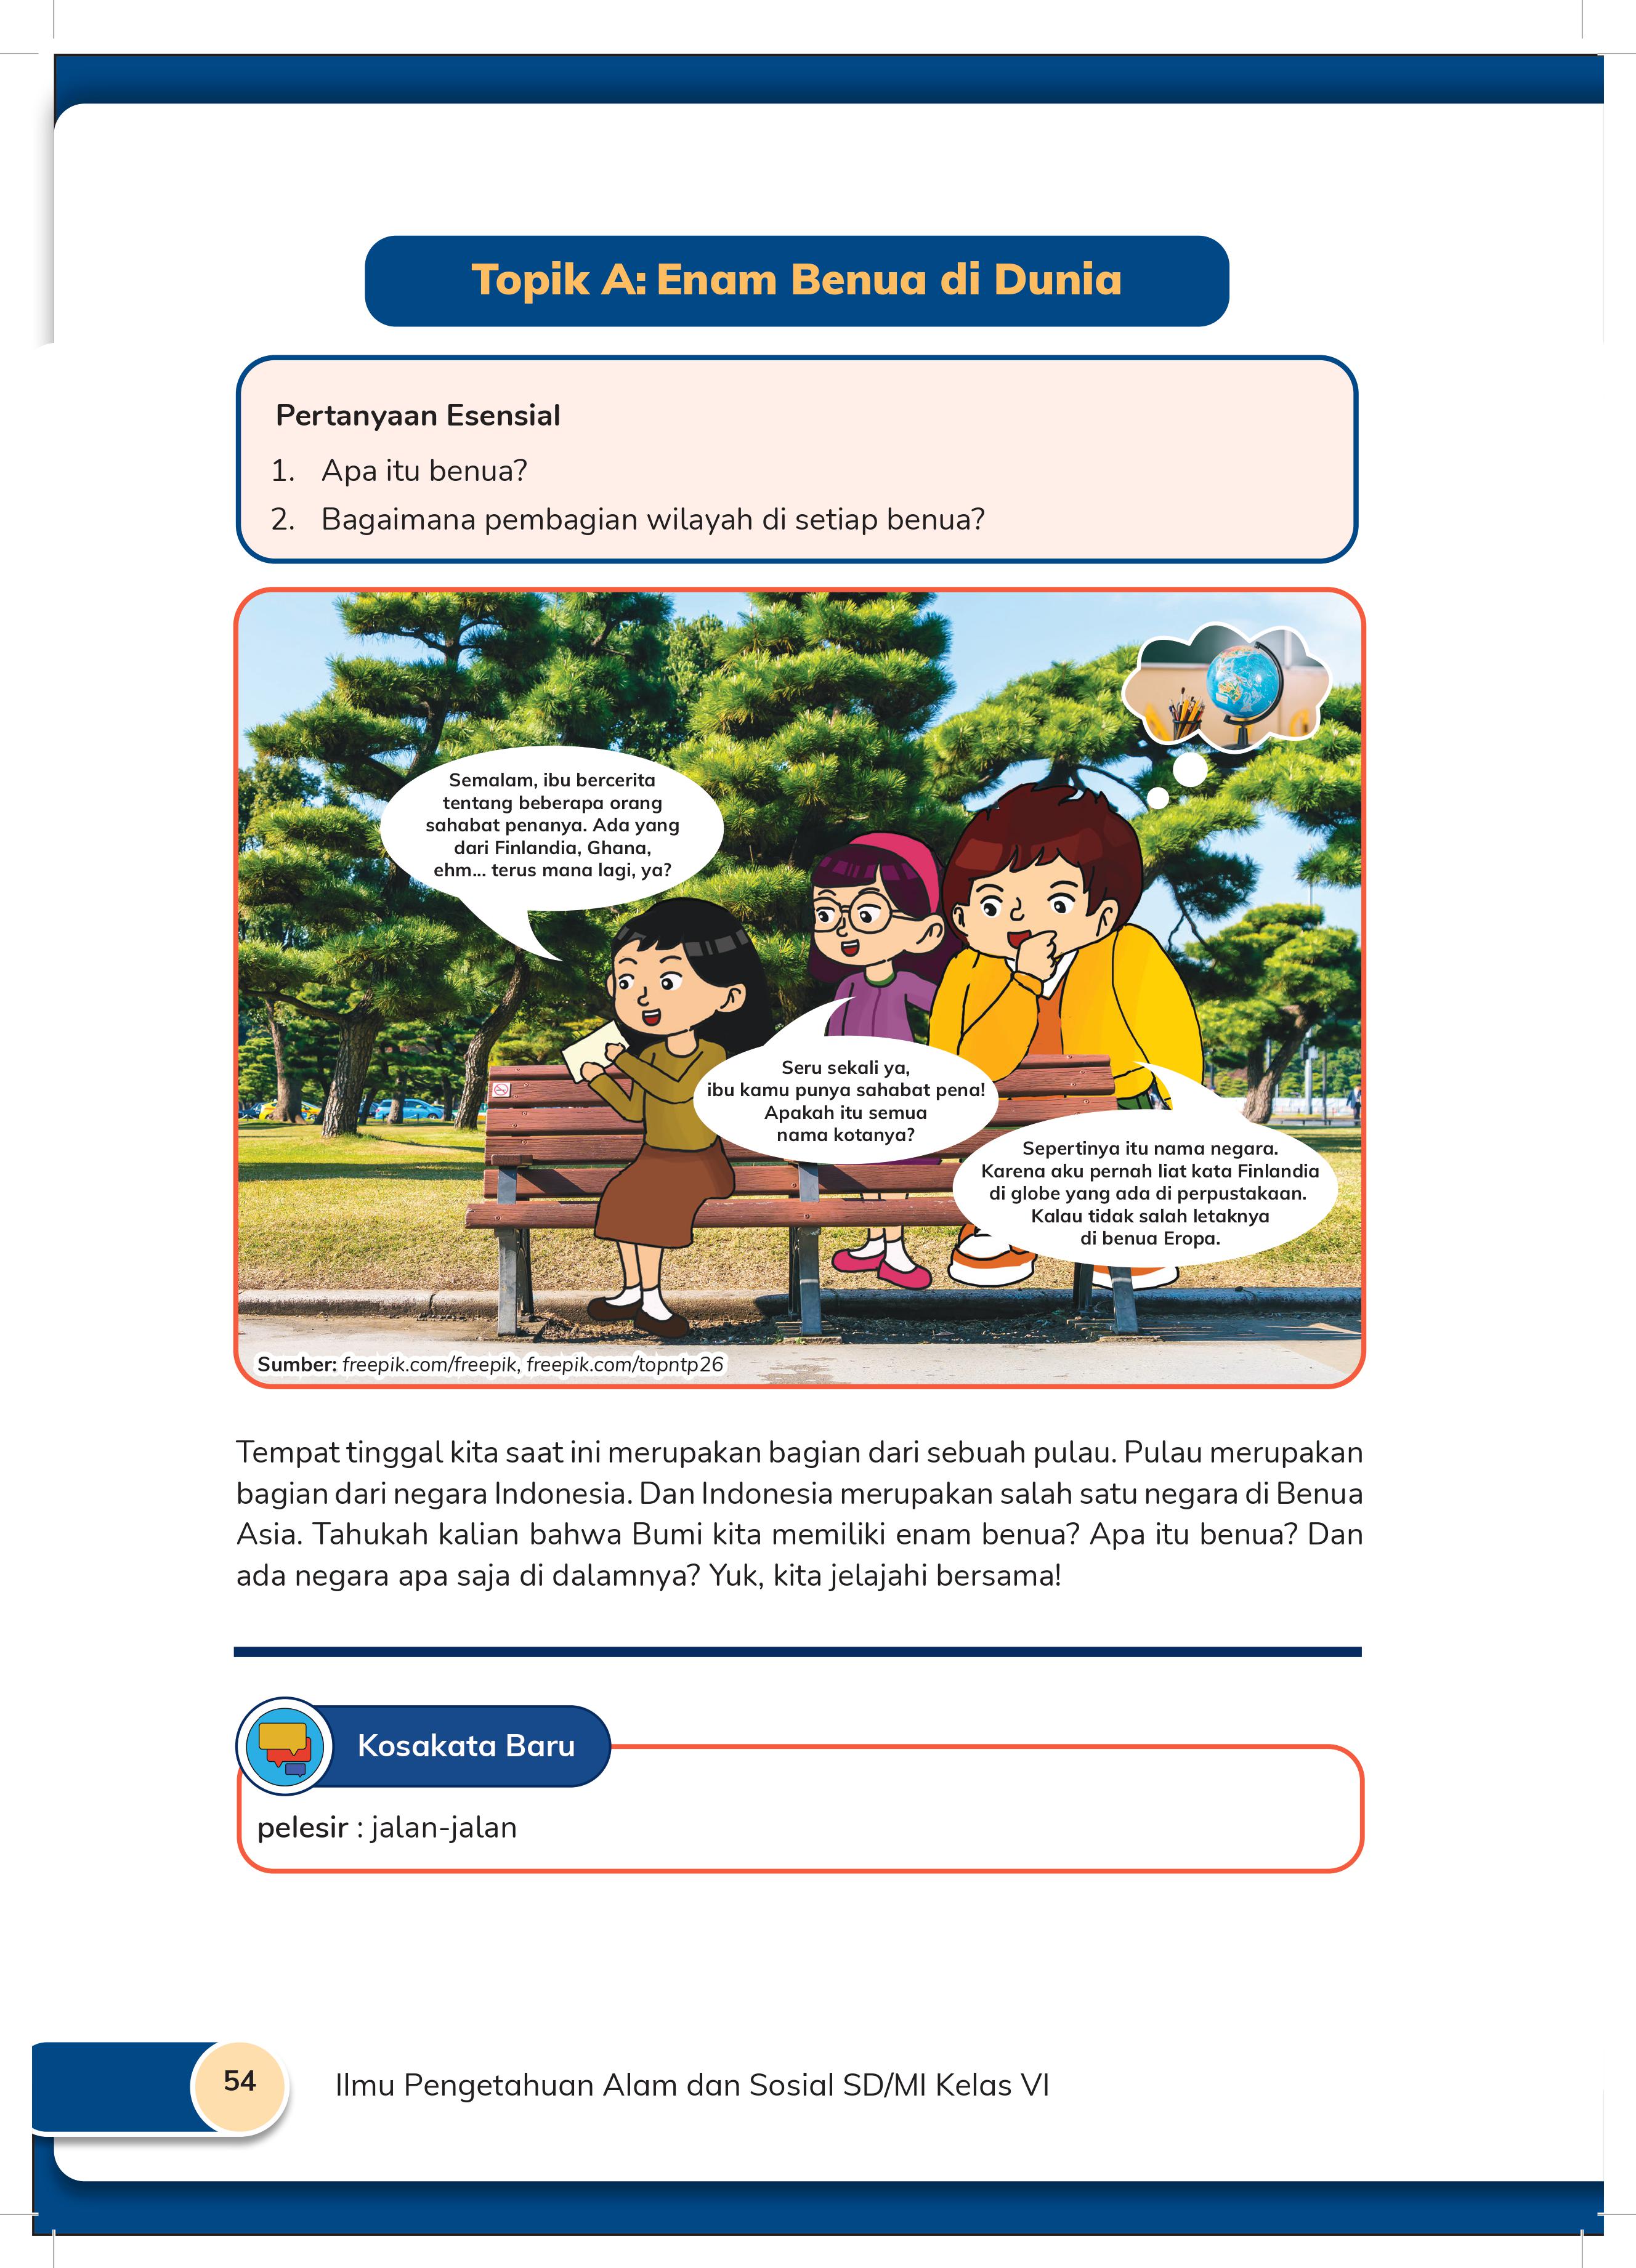 Topik A: Enam Benua di Dunia
Pertanyaan Esensial
1. Apa itu benua?
2. Bagaimana pembagian wilayah di setiap benua?
Semalam, ibu bercerita
tentang beberapa orang
sahabat penanya. Ada yang
dari Finlandia, Ghana,
ehm... terus mana lagi, ya?
Seru sekali ya,
ibu kamu punya sahabat pena!
Apakah itu semua
nama kotanya?
Sepertinya itu nama negara.
Karena aku pernah liat kata Finlandia
di globe yang ada di perpustakaan.
Kalau tidak salah letaknya
di benua Eropa.
Sumber: freepik.com/freepik, freepik.com/topntp26
Tempat tinggal kita saat ini merupakan bagian dari sebuah pulau. Pulau merupakan
bagian dari negara Indonesia. Dan Indonesia merupakan salah satu negara di Benua
Asia. Tahukah kalian bahwa Bumi kita memiliki enam benua? Apa itu benua? Dan
ada negara apa saja di dalamnya? Yuk, kita jelajahi bersama!
Kosakata Baru
pelesir : jalan-jalan
54
Ilmu Pengetahuan Alam dan Sosial SD/MI Kelas VI